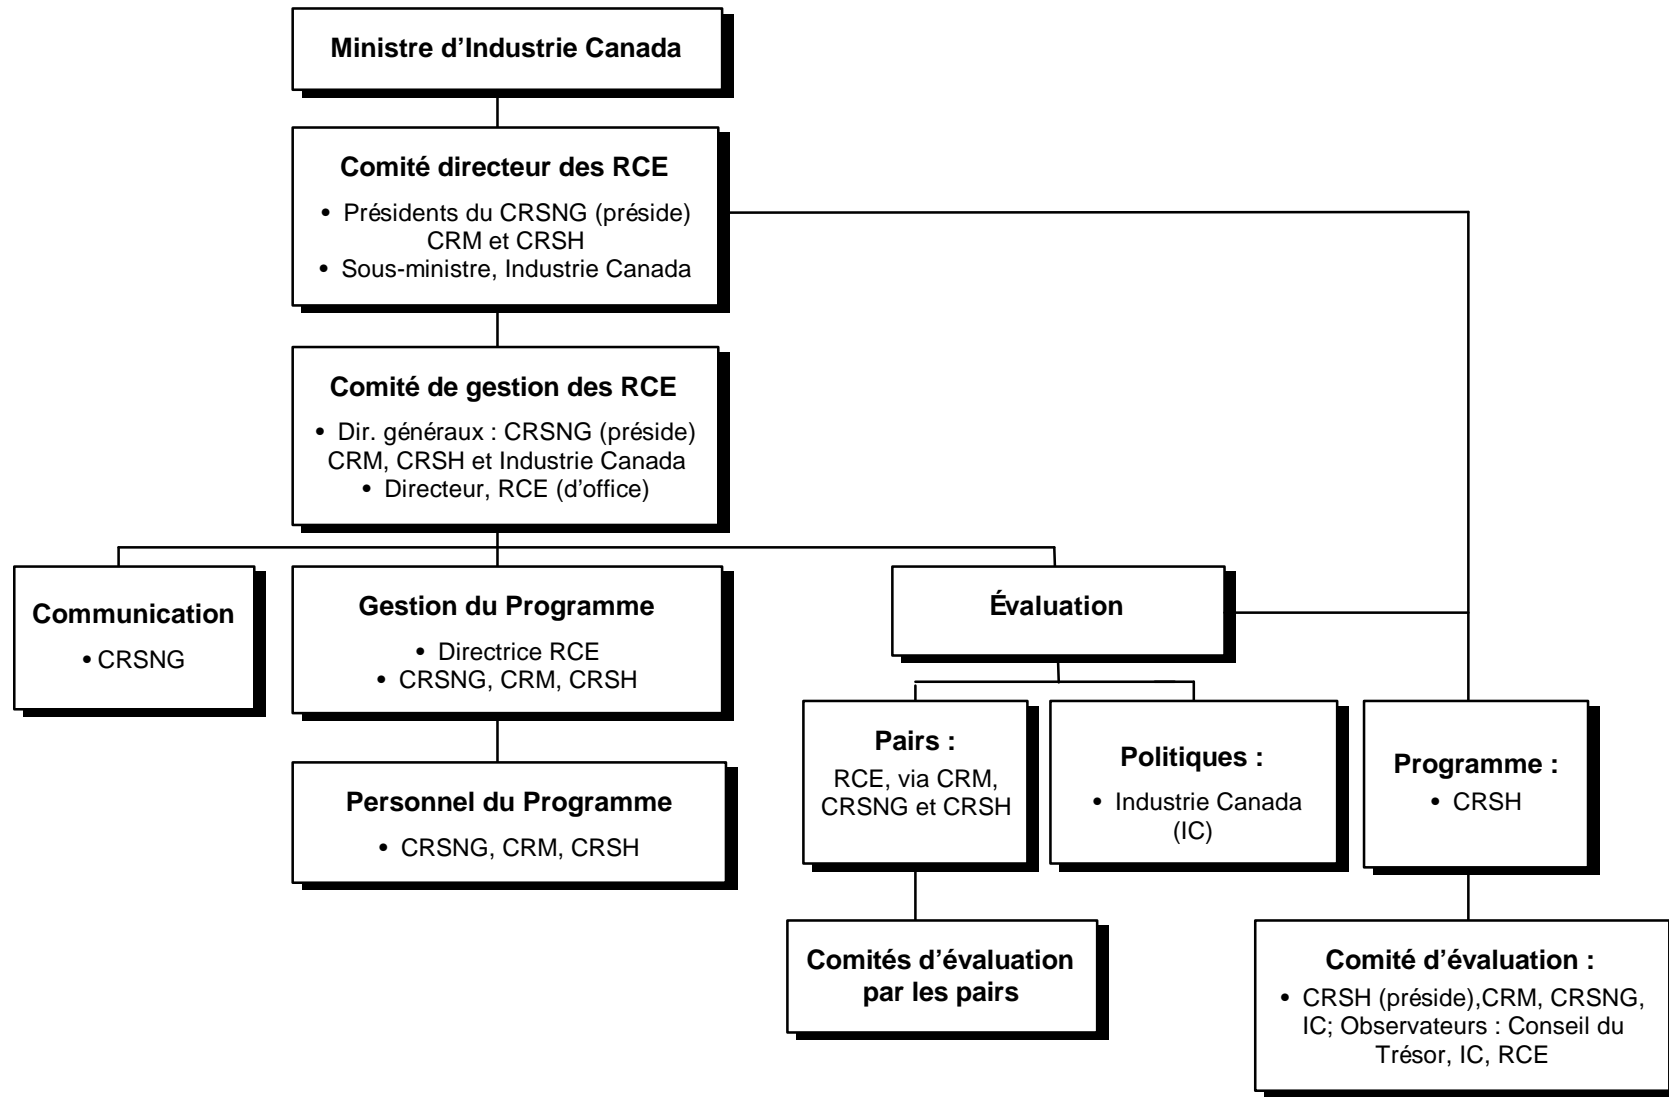 Ministre d’Industrie Canada
Comité directeur des RCE
• Présidents du CRSNG (préside)
CRM et CRSH
• Sous-ministre, Industrie Canada
Comité de gestion des RCE
• Dir. généraux : CRSNG (préside)
CRM, CRSH et Industrie Canada
• Directeur, RCE (d’office)
Communication
• CRSNG
Gestion du Programme
• Directrice RCE
• CRSNG, CRM, CRSH
Évaluation
Personnel du Programme
• CRSNG, CRM, CRSH
Pairs :
RCE, via CRM,
CRSNG et CRSH
Politiques :
• Industrie Canada
(IC)
Programme :
• CRSH
Comités d’évaluation
par les pairs
Comité d’évaluation :
• CRSH (préside),CRM, CRSNG,
IC; Observateurs : Conseil du
Trésor, IC, RCE